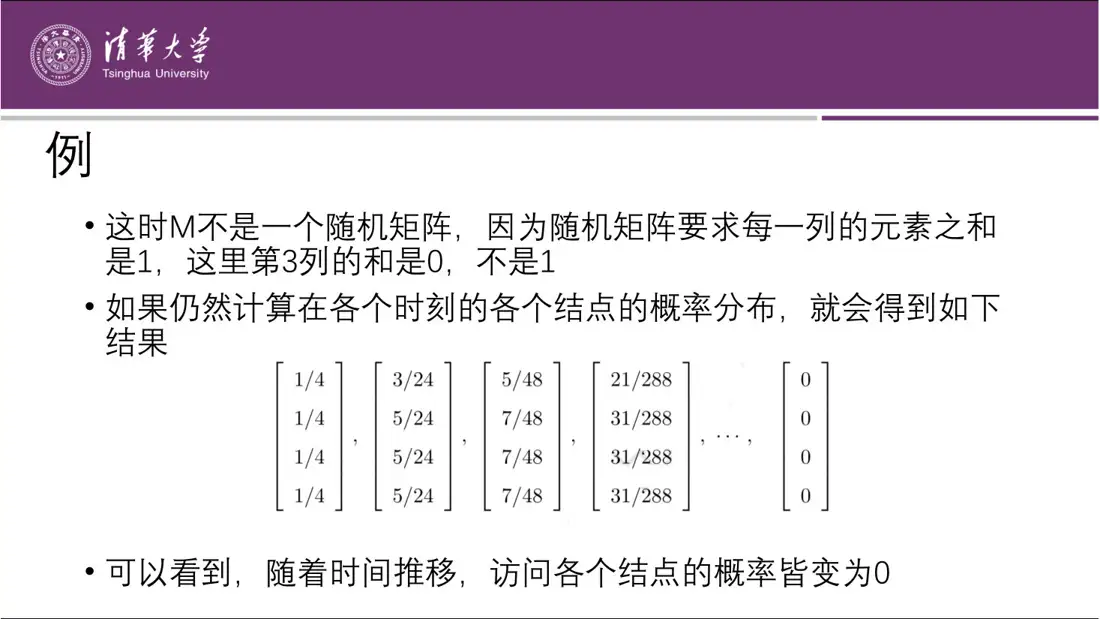 清华大学
Tsinghua University
例
• 这时M不是一个随机矩阵，因为随机矩阵要求每一列的元素之和
是1，这里第3列的和是0，不是1
• 如果仍然计算在各个时刻的各个结点的概率分布，就会得到如下
结果
1/4 3/24 5/48 21/288 0
1/4 5/24 7/48 31/288 0
, , , , ⋯ ,
1/4 5/24 7/48 31/288 0
1/4 5/24 7/48 31/288 0
• 可以看到，随着时间推移，访问各个结点的概率皆变为0